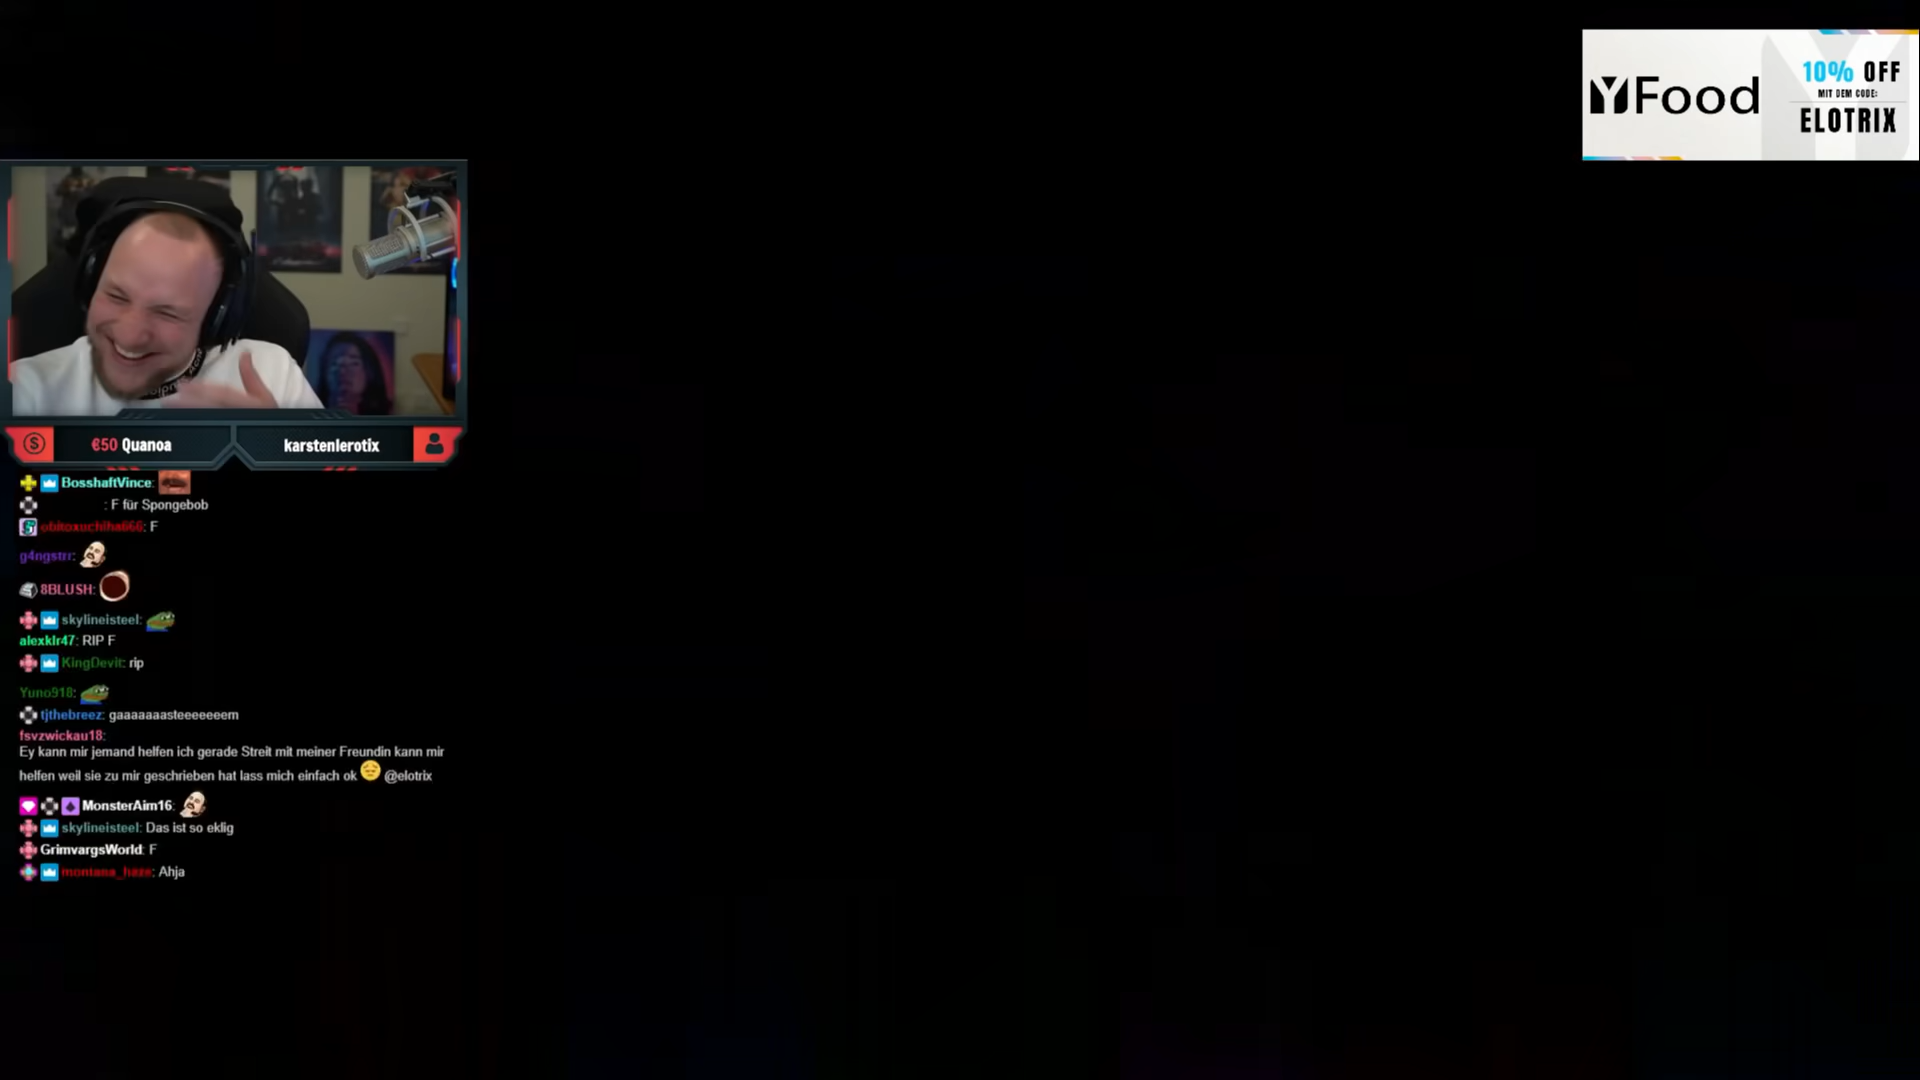 YFood
10% OFF
MIT DEM CODE:
ELOTRIX
€50 Quanoa
karstenlerotix
BosshaftVince:
: F für Spongebob
obitoxuchiha666: F
g4ngstrr:
8BLUSH:
skylineisteel:
alexklr47: RIP F
KingDevit: rip
Yuno918:
tjthebreez: gaaaaaaasteeeeeeem
fsvzwickau18:
Ey kann mir jemand helfen ich gerade Streit mit meiner Freundin kann mir
helfen weil sie zu mir geschrieben hat lass mich einfach ok @elotrix
MonsterAim16:
skylineisteel: Das ist so eklig
GrimvargsWorld: F
montana_haze: Ahja